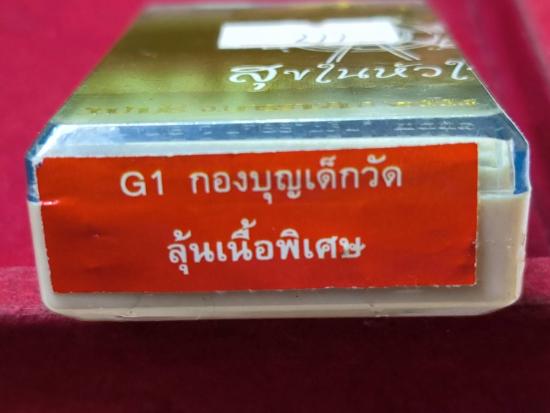 สุขในหัวใ
G1 กองบุญเด็กวัด
ลุ้นเนื้อพิเศษ